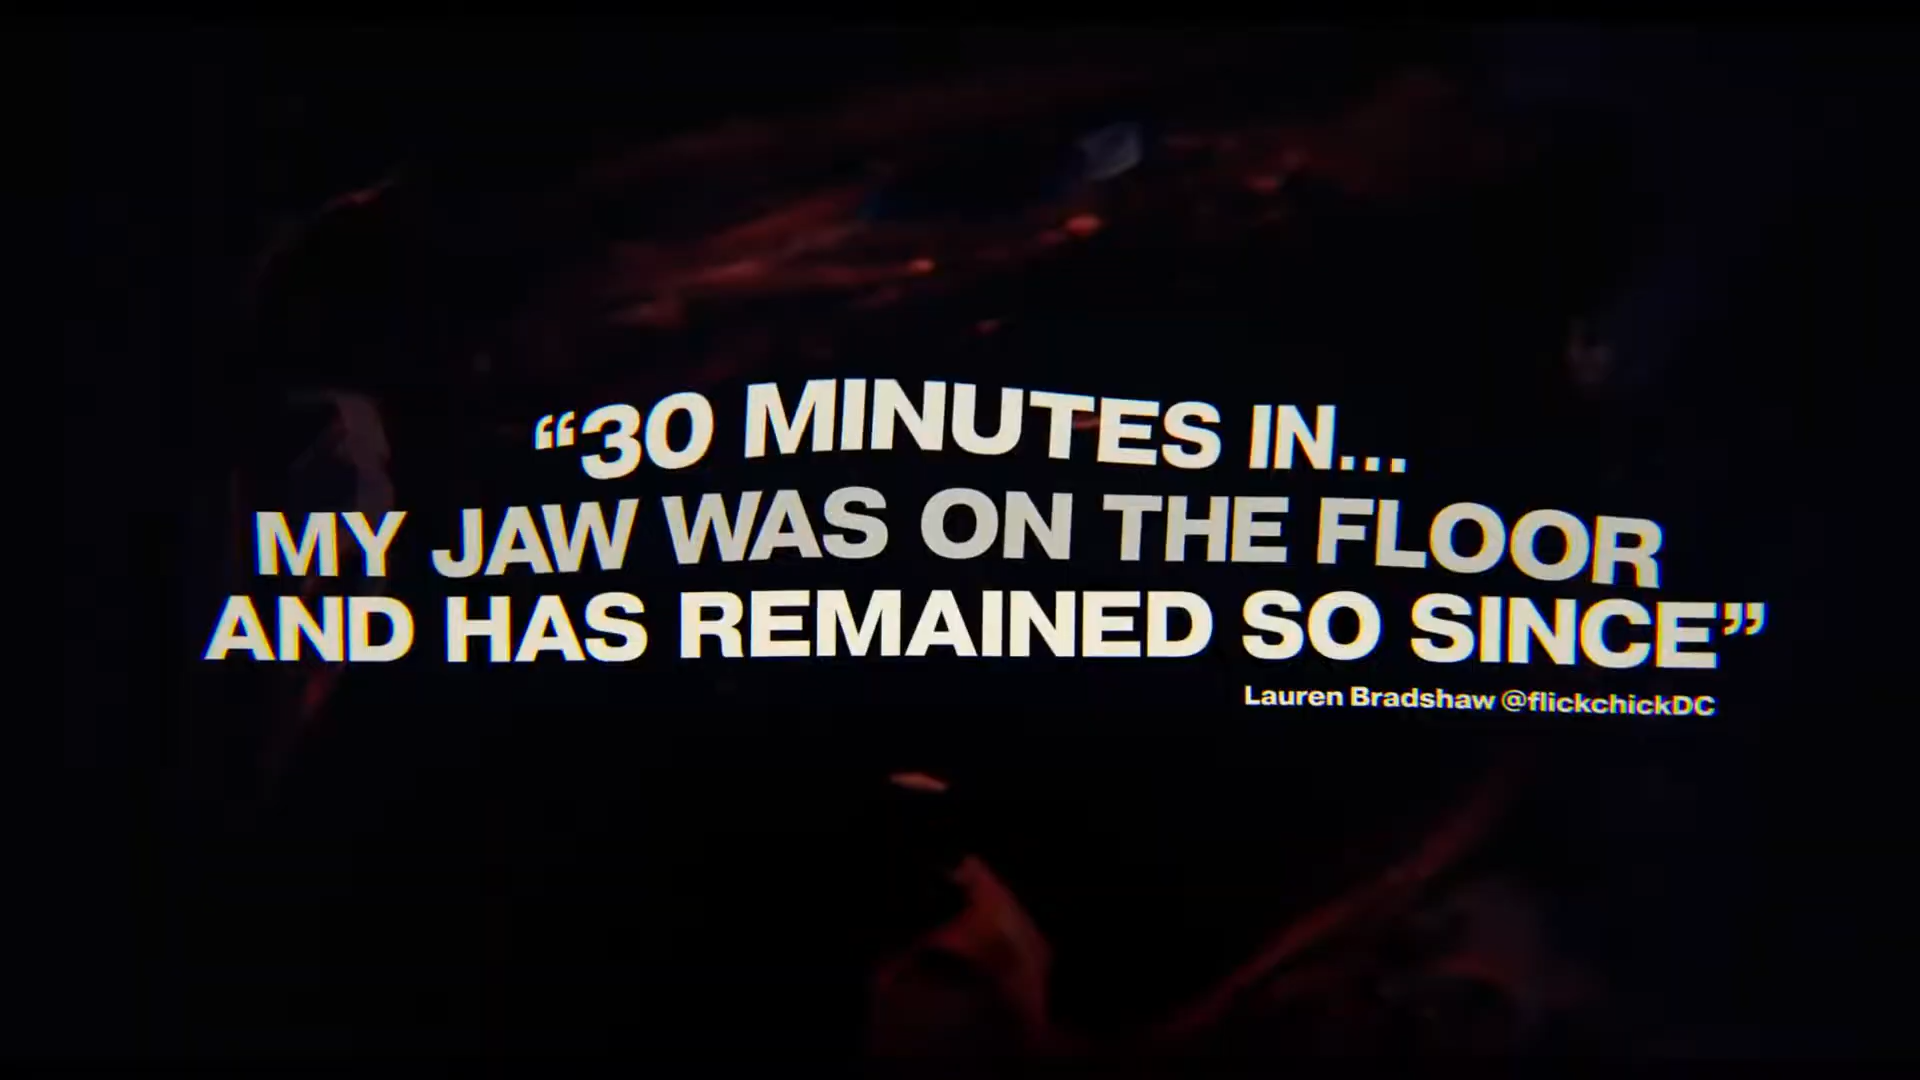 “30 MINUTES IN...
MY JAW WAS ON THE FLOOR
AND HAS REMAINED SO SINCE”
Lauren Bradshaw @flickchickDC